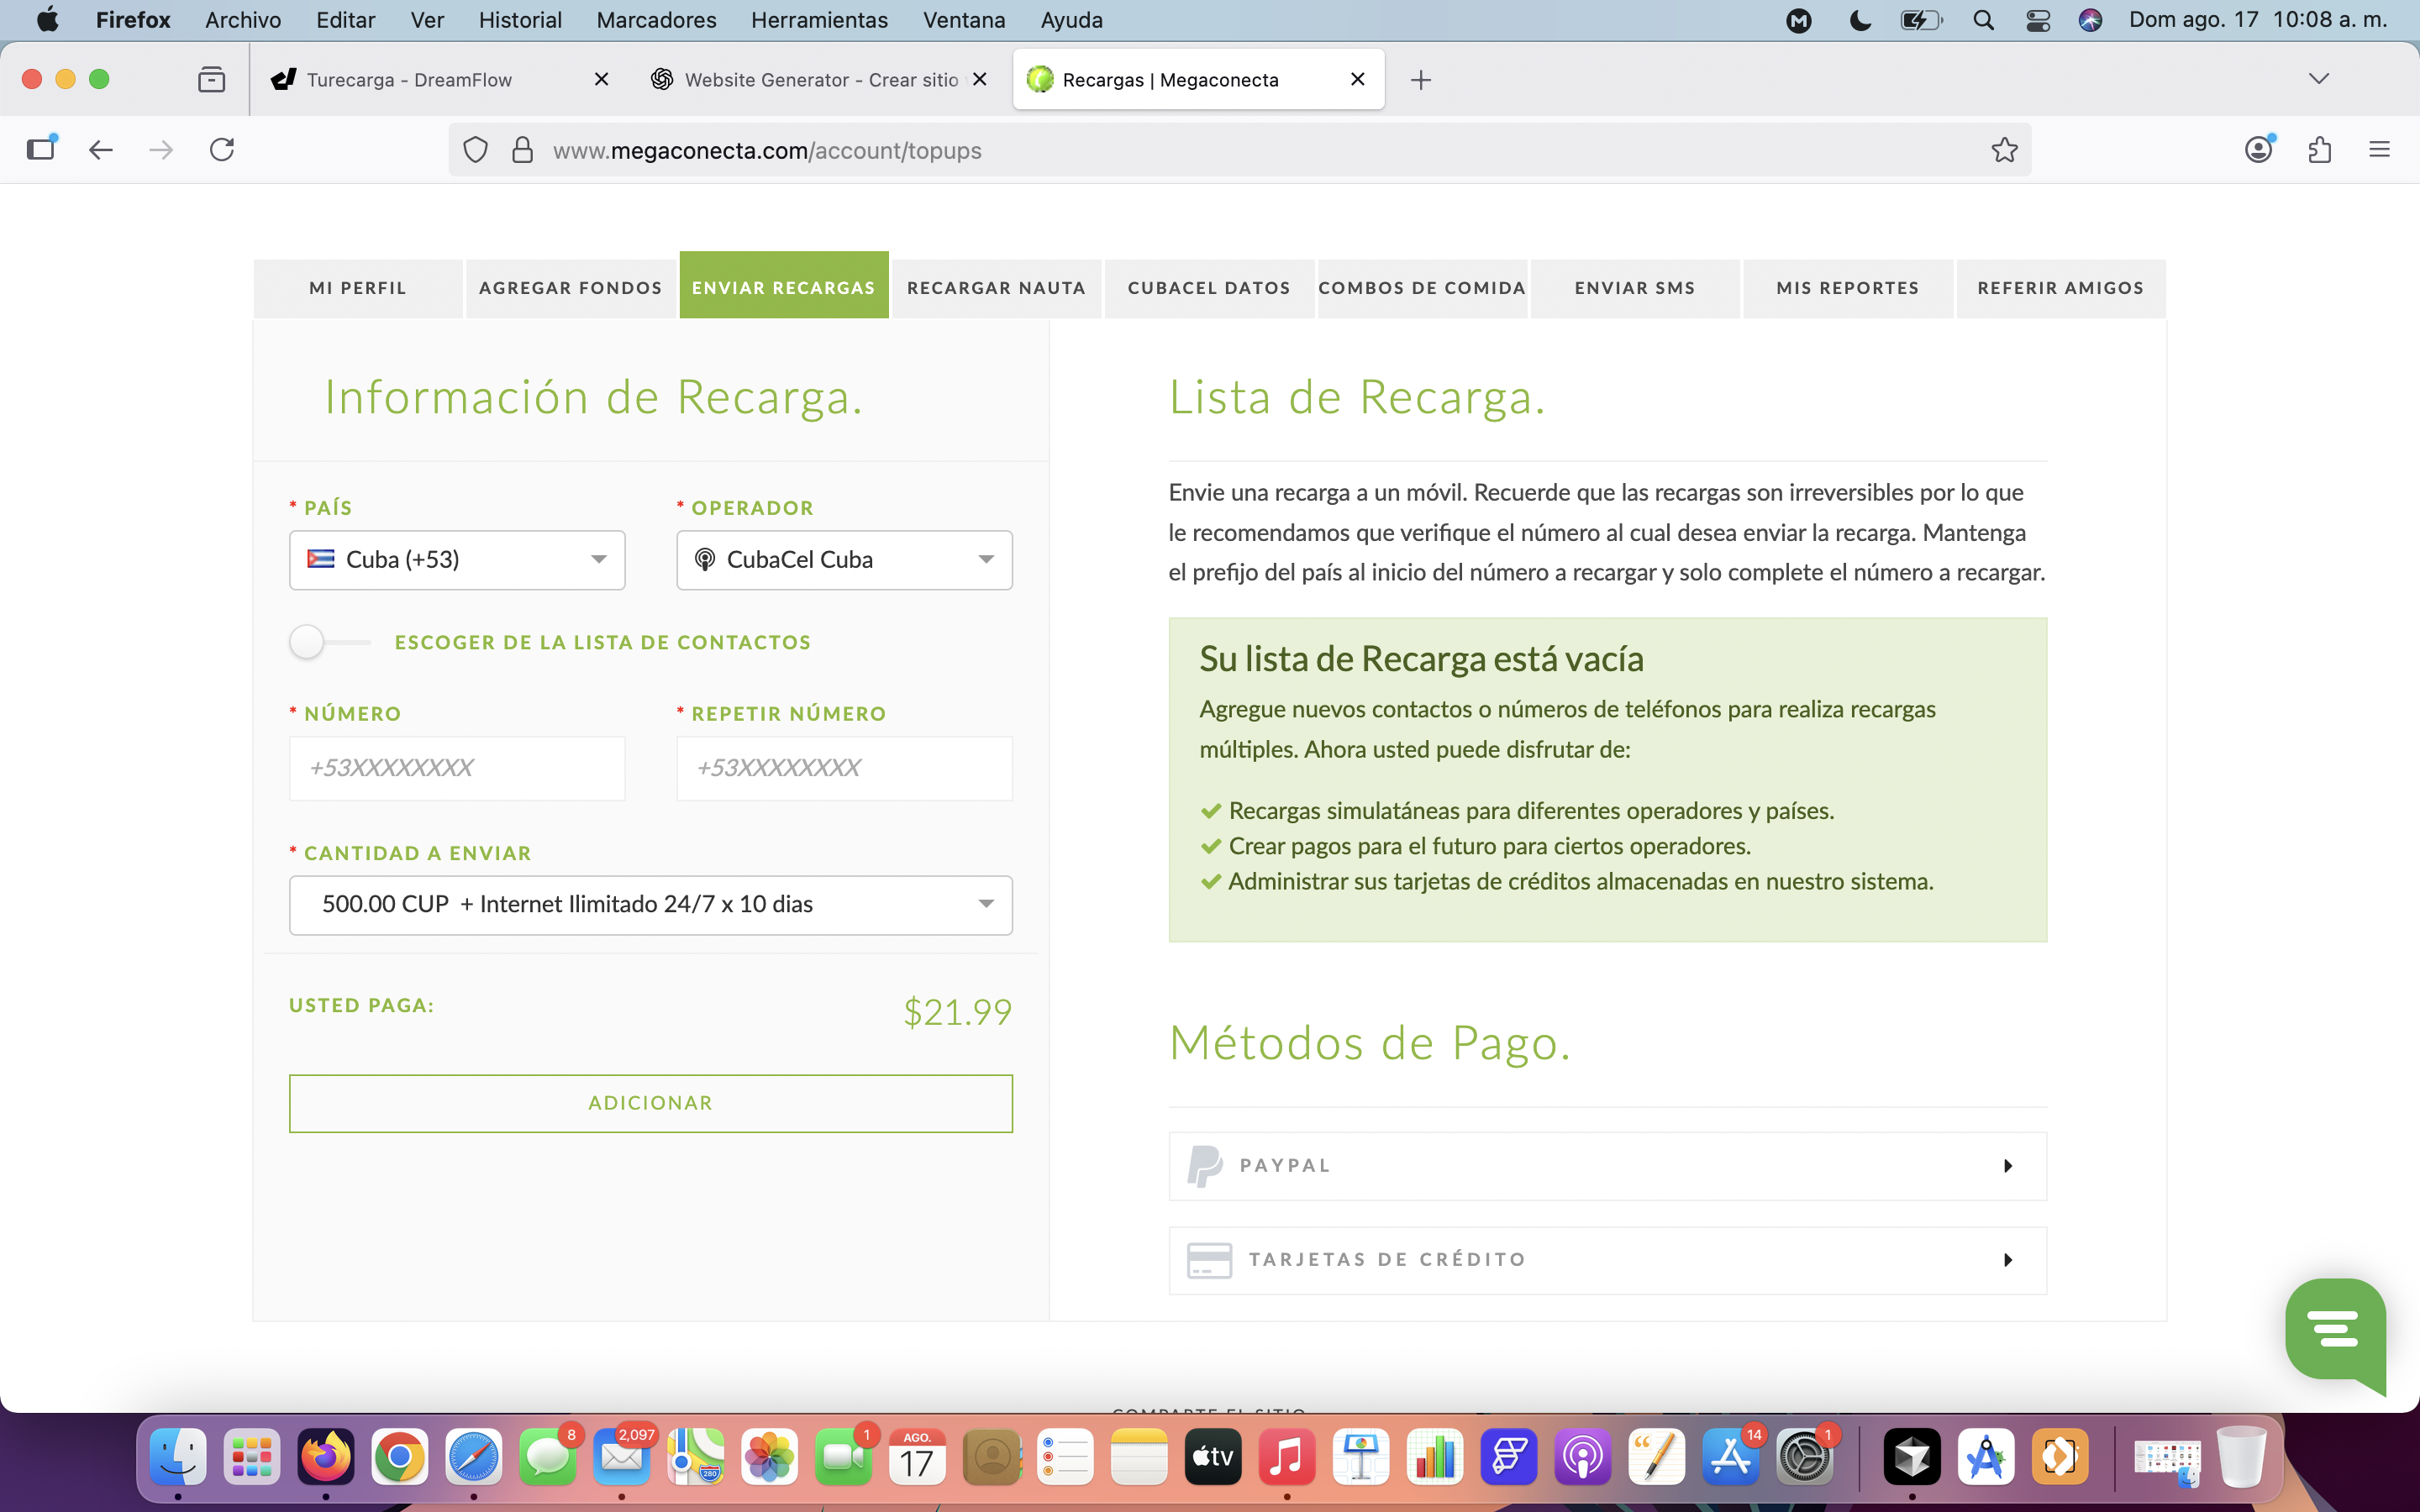 Firefox Archivo Editar Ver Historial Marcadores Herramientas Ventana Ayuda Dom ago. 17 10:08 a. m.
Turecarga - DreamFlow Website Generator - Crear sitio Recargas | Megaconecta
www.megaconecta.com/account/topups
MI PERFIL AGREGAR FONDOS ENVIAR RECARGAS RECARGAR NAUTA CUBACEL DATOS COMBOS DE COMIDA ENVIAR SMS MIS REPORTES REFERIR AMIGOS
Información de Recarga.
* PAÍS * OPERADOR
Cuba (+53) CubaCel Cuba
ESCOGER DE LA LISTA DE CONTACTOS
* NÚMERO * REPETIR NÚMERO
+53XXXXXXXX +53XXXXXXXX
* CANTIDAD A ENVIAR
500.00 CUP + Internet Ilimitado 24/7 x 10 dias
USTED PAGA: $21.99
ADICIONAR
Lista de Recarga.
Envie una recarga a un móvil. Recuerde que las recargas son irreversibles por lo que
le recomendamos que verifique el número al cual desea enviar la recarga. Mantenga
el prefijo del país al inicio del número a recargar y solo complete el número a recargar.
Su lista de Recarga está vacía
Agregue nuevos contactos o números de teléfonos para realiza recargas
múltiples. Ahora usted puede disfrutar de:
Recargas simulatáneas para diferentes operadores y países.
Crear pagos para el futuro para ciertos operadores.
Administrar sus tarjetas de créditos almacenadas en nuestro sistema.
Métodos de Pago.
PAYPAL
TARJETAS DE CRÉDITO
COMPARTE EL SITIO
8 2,097 280 1 AGO. 17 tv 14 1